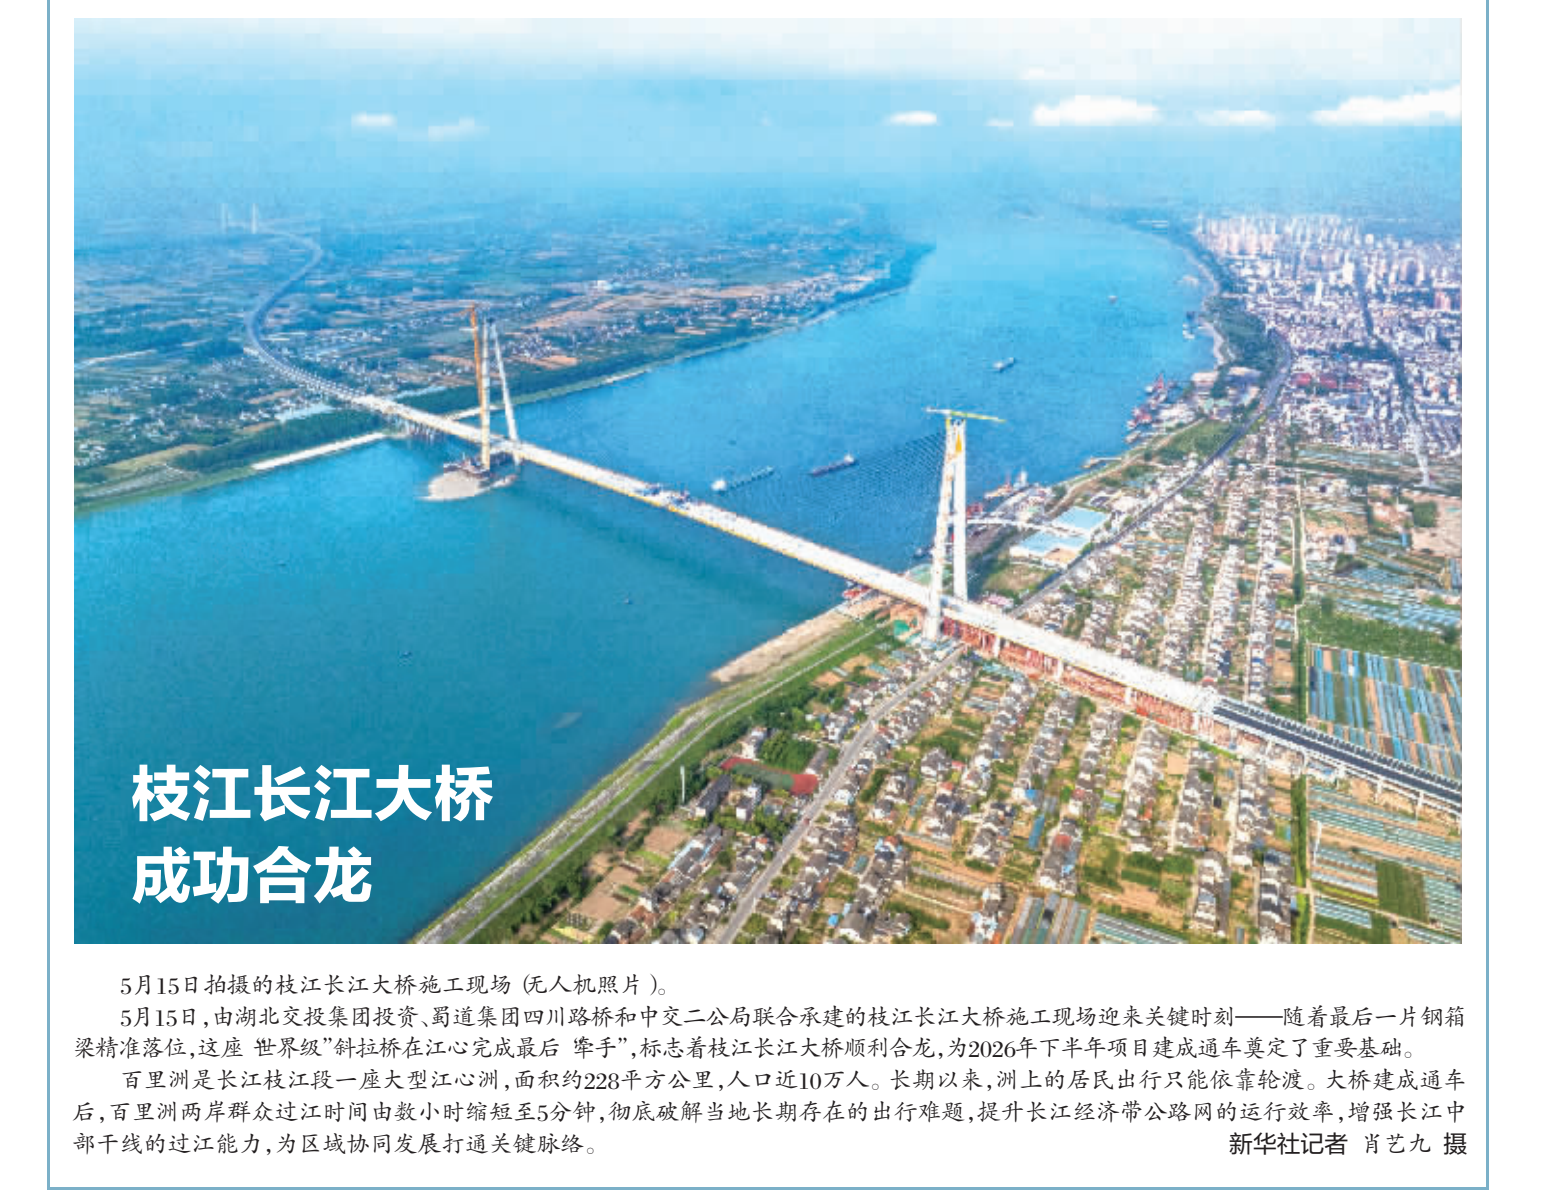 枝江长江大桥
成功合龙
5月15日拍摄的枝江长江大桥施工现场（无人机照片）。
5月15日，由湖北交投集团投资、蜀道集团四川路桥和中交二公局联合承建的枝江长江大桥施工现场迎来关键时刻——随着最后一片钢箱
梁精准落位，这座“世界级”斜拉桥在江心完成最后“牵手”，标志着枝江长江大桥顺利合龙，为2026年下半年项目建成通车奠定了重要基础。
百里洲是长江枝江段一座大型江心洲，面积约228平方公里，人口近10万人。长期以来，洲上的居民出行只能依靠轮渡。大桥建成通车
后，百里洲两岸群众过江时间由数小时缩短至5分钟，彻底破解当地长期存在的出行难题，提升长江经济带公路网的运行效率，增强长江中
部干线的过江能力，为区域协同发展打通关键脉络。 新华社记者 肖艺九 摄